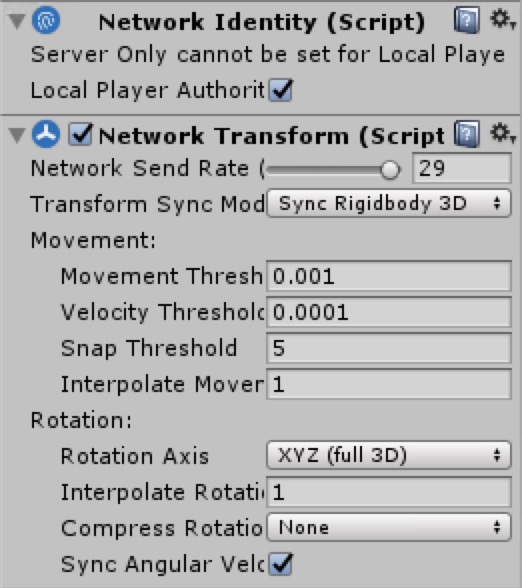 Network Identity (Script)
Server Only cannot be set for Local Playe
Local Player Authorit
Network Transform (Script
Network Send Rate ( 29
Transform Sync Mod Sync Rigidbody 3D
Movement:
Movement Thresh 0.001
Velocity Threshold 0.0001
Snap Threshold 5
Interpolate Mover 1
Rotation:
Rotation Axis XYZ (full 3D)
Interpolate Rotati 1
Compress Rotatio None
Sync Angular Velc